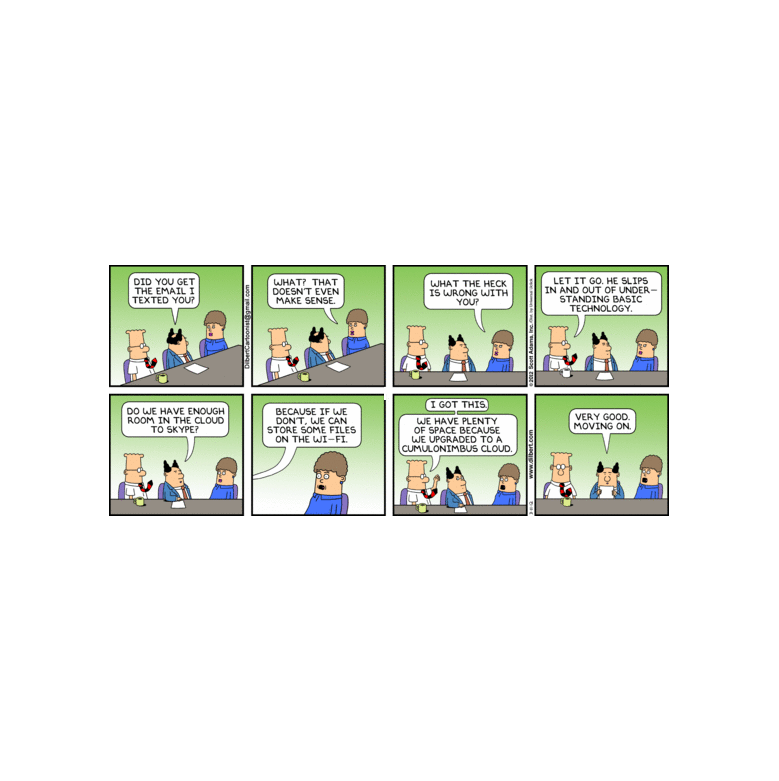 DID YOU GET
THE EMAIL I
TEXTED YOU?
DilbertCartoonist@gmail.com
WHAT? THAT
DOESN'T EVEN
MAKE SENSE.
WHAT THE HECK
IS WRONG WITH
YOU?
©2012 Scott Adams, Inc.
LET IT GO. HE SLIPS
IN AND OUT OF UNDER-
STANDING BASIC
TECHNOLOGY.
DO WE HAVE ENOUGH
ROOM IN THE CLOUD
TO SKYPE?
BECAUSE IF WE
DON'T, WE CAN
STORE SOME FILES
ON THE WI-FI.
I GOT THIS.
WE HAVE PLENTY
OF SPACE BECAUSE
WE UPGRADED TO A
CUMULONIMBUS CLOUD.
www.dilbert.com
VERY GOOD.
MOVING ON.